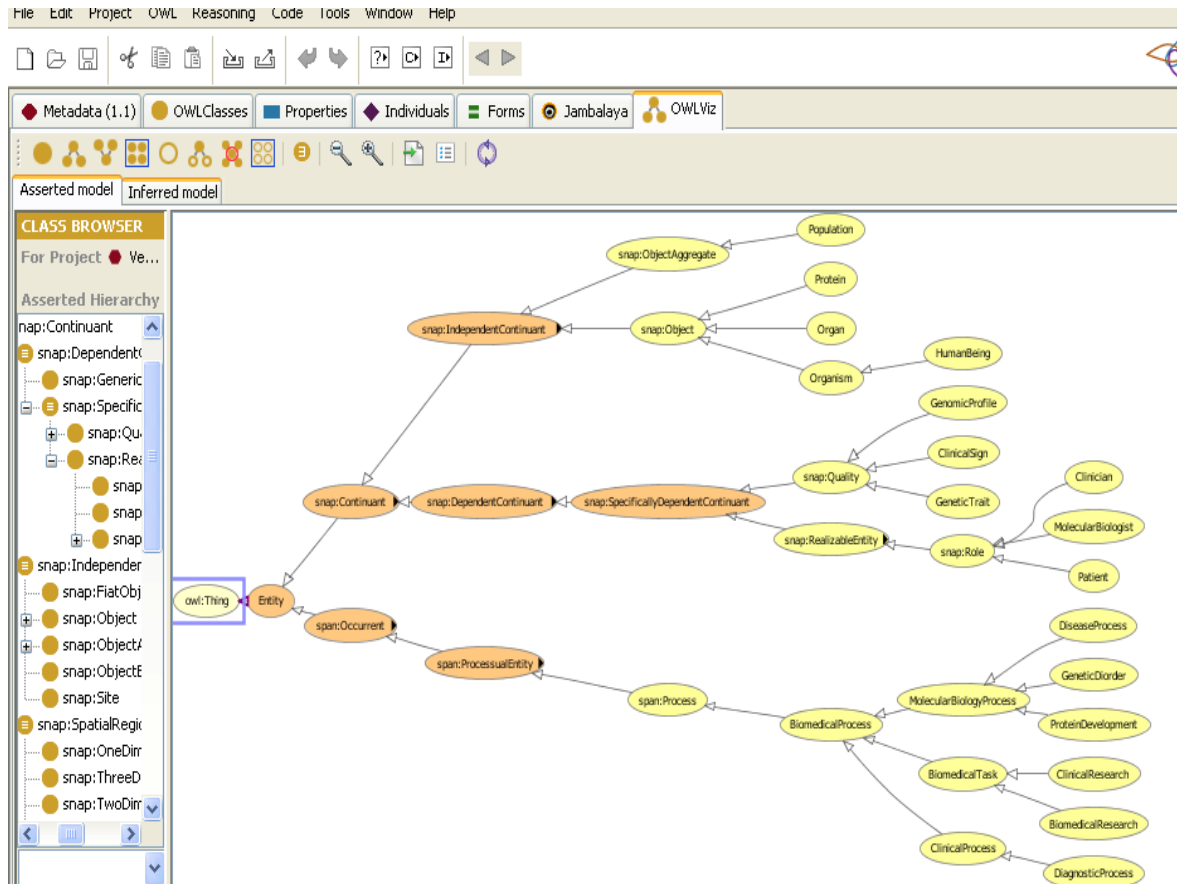 File Edit Project OWL Reasoning Code Tools Window Help
? C I
Metadata (1.1) OWLClasses Properties Individuals Forms Jambalaya OWLViz
Asserted model Inferred model
CLASS BROWSER
For Project Ve...
Asserted Hierarchy
nap:Continuant
snap:Dependent
snap:Generic
snap:Specific
snap:Qu
snap:Rea
snap
snap
snap
snap:Independen
snap:FiatObj
snap:Object
snap:ObjectA
snap:ObjectE
snap:Site
snap:SpatialRegi
snap:OneDim
snap:ThreeD
snap:TwoDim
Population
snap:ObjectAggregate
Protein
snap:IndependentContinuant
snap:Object
Organ
HumanBeing
Organism
GenomicProfile
ClinicalSign
snap:Quality
Clinician
snap:Continuant
snap:DependentContinuant
snap:SpecificallyDependentContinuant
GeneticTrait
MolecularBiologist
snap:RealizableEntity
snap:Role
Patient
owl:Thing
Entity
span:Occurrent
DiseaseProcess
span:ProcessualEntity
GeneticDiorder
span:Process
MolecularBiologyProcess
BiomedicalProcess
ProteinDevelopment
BiomedicalTask
ClinicalResearch
BiomedicalResearch
ClinicalProcess
DiagnosticProcess